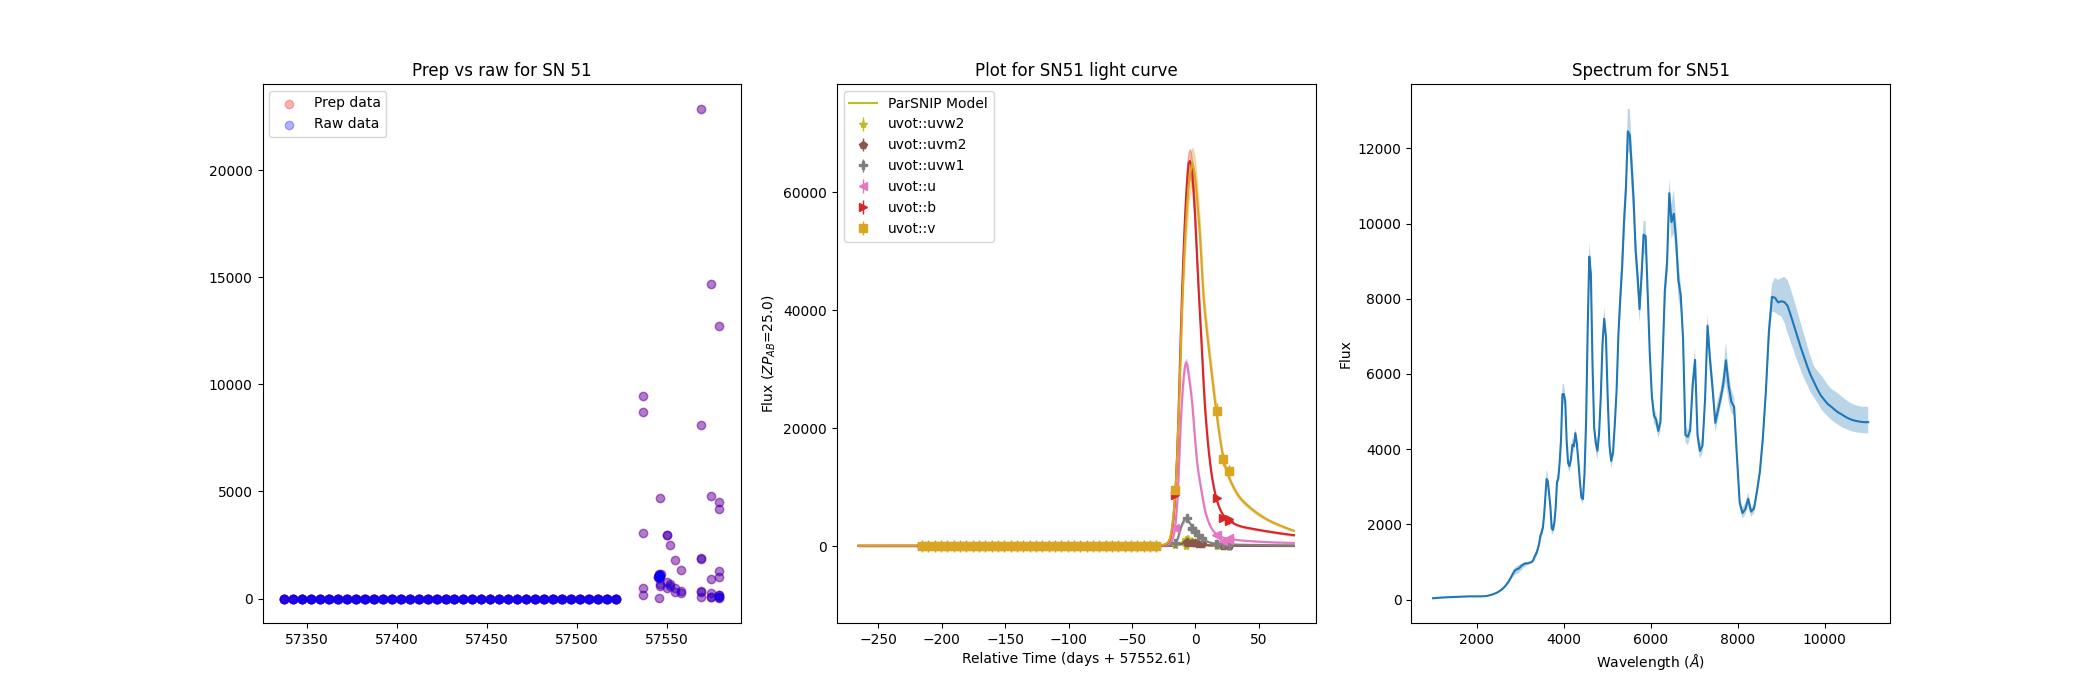 Prep vs raw for SN 51
Prep data
Raw data
20000
15000
10000
5000
0
57350
57400
57450
57500
57550
Plot for SN51 light curve
ParSNIP Model
uvot::uvw2
uvot::uvm2
uvot::uvw1
uvot::u
uvot::b
uvot::v
Flux (ZP_AB=25.0)
60000
40000
20000
0
−250
−200
−150
−100
−50
0
50
Relative Time (days + 57552.61)
Spectrum for SN51
Flux
12000
10000
8000
6000
4000
2000
0
2000
4000
6000
8000
10000
Wavelength (Å)